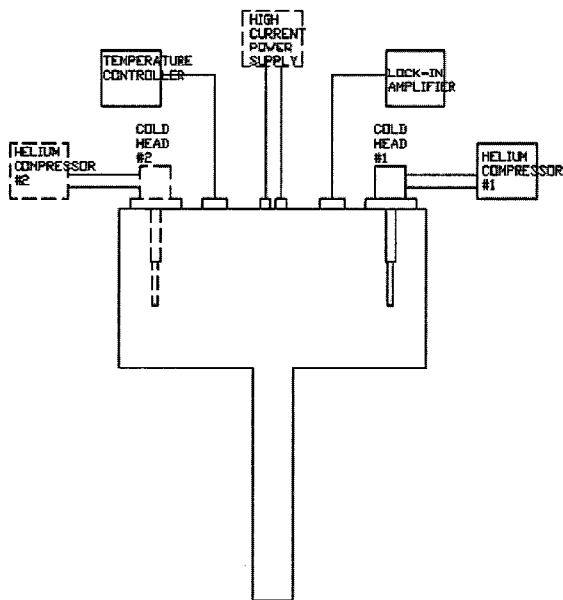 HIGH
CURRENT
POWER
SUPPLY
TEMPERATURE
CONTROLLER
LOCK-IN
AMPLIFIER
COLD
HEAD
#2
COLD
HEAD
#1
HELIUM
COMPRESSOR
#2
HELIUM
COMPRESSOR
#1